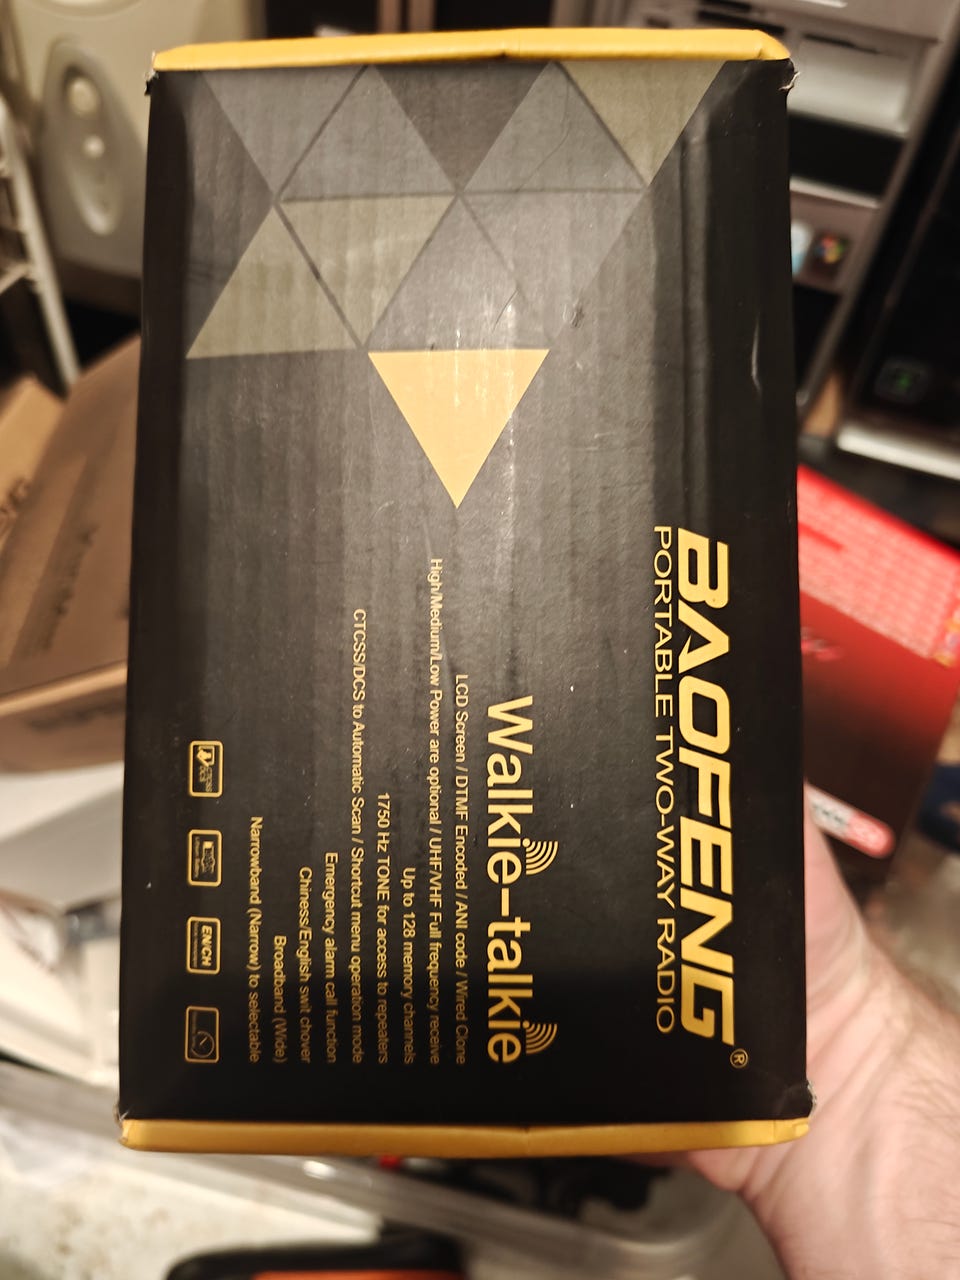 BAOFENG®
PORTABLE TWO-WAY RADIO
Walkie-talkie
LCD Screen / DTMF Encoded / ANI code / Wired Clone
High/Medium/Low Power are optional / UHF/VHF Full frequency receive
Up to 128 memory channels
1750 Hz TONE for access to repeaters
CTCSS/DCS to Automatic Scan / Shortcut menu operation mode
Emergency alarm call function
Chiness/English swit chover
Broadband (Wide)
Narrowband (Narrow) to selectable
EN/CH